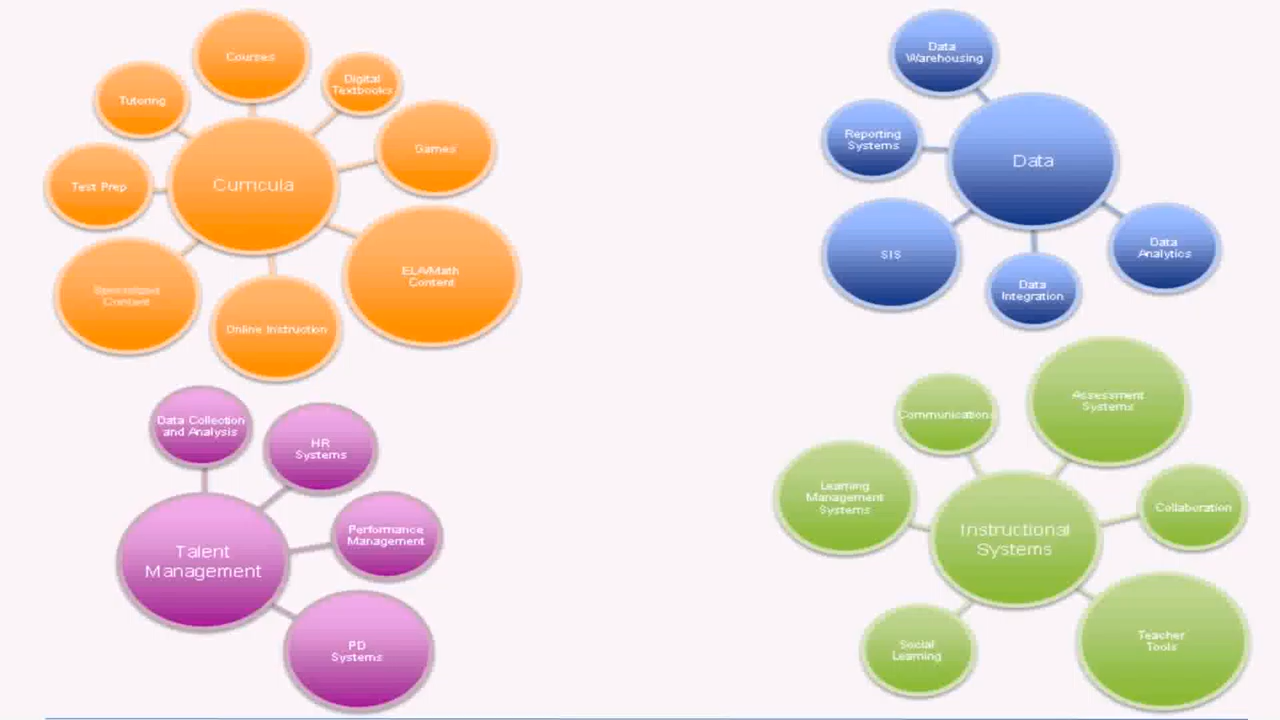 Courses
Digital
Textbooks
Tutoring
Games
Test Prep
Curricula
ELA/Math
Content
Specialized
Content
Online Instruction
Data
Warehousing
Reporting
Systems
Data
SIS
Data
Analytics
Data
Integration
Data Collection
and Analysis
HR
Systems
Performance
Management
Talent
Management
PD
Systems
Assessment
Systems
Communications
Learning
Management
Systems
Collaboration
Instructional
Systems
Social
Learning
Teacher
Tools